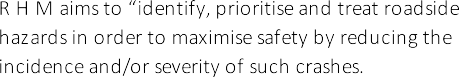 R H M aims to “identify, prioritise and treat roadside
hazards in order to maximise safety by reducing the
incidence and/or severity of such crashes.